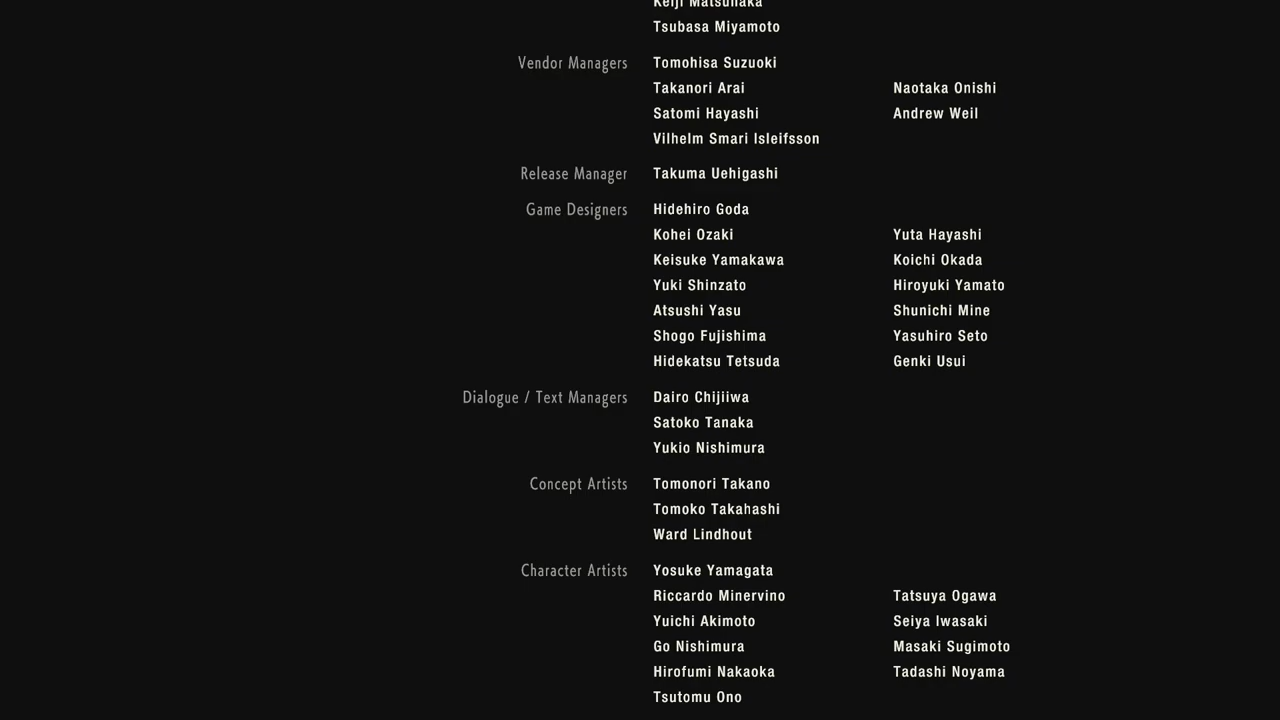 Keiji Matsunaka
Tsubasa Miyamoto
Vendor Managers Tomohisa Suzuoki
Takanori Arai Naotaka Onishi
Satomi Hayashi Andrew Weil
Vilhelm Smari Isleifsson
Release Manager Takuma Uehigashi
Game Designers Hidehiro Goda
Kohei Ozaki Yuta Hayashi
Keisuke Yamakawa Koichi Okada
Yuki Shinzato Hiroyuki Yamato
Atsushi Yasu Shunichi Mine
Shogo Fujishima Yasuhiro Seto
Hidekatsu Tetsuda Genki Usui
Dialogue / Text Managers Dairo Chijiiwa
Satoko Tanaka
Yukio Nishimura
Concept Artists Tomonori Takano
Tomoko Takahashi
Ward Lindhout
Character Artists Yosuke Yamagata
Riccardo Minervino Tatsuya Ogawa
Yuichi Akimoto Seiya Iwasaki
Go Nishimura Masaki Sugimoto
Hirofumi Nakaoka Tadashi Noyama
Tsutomu Ono